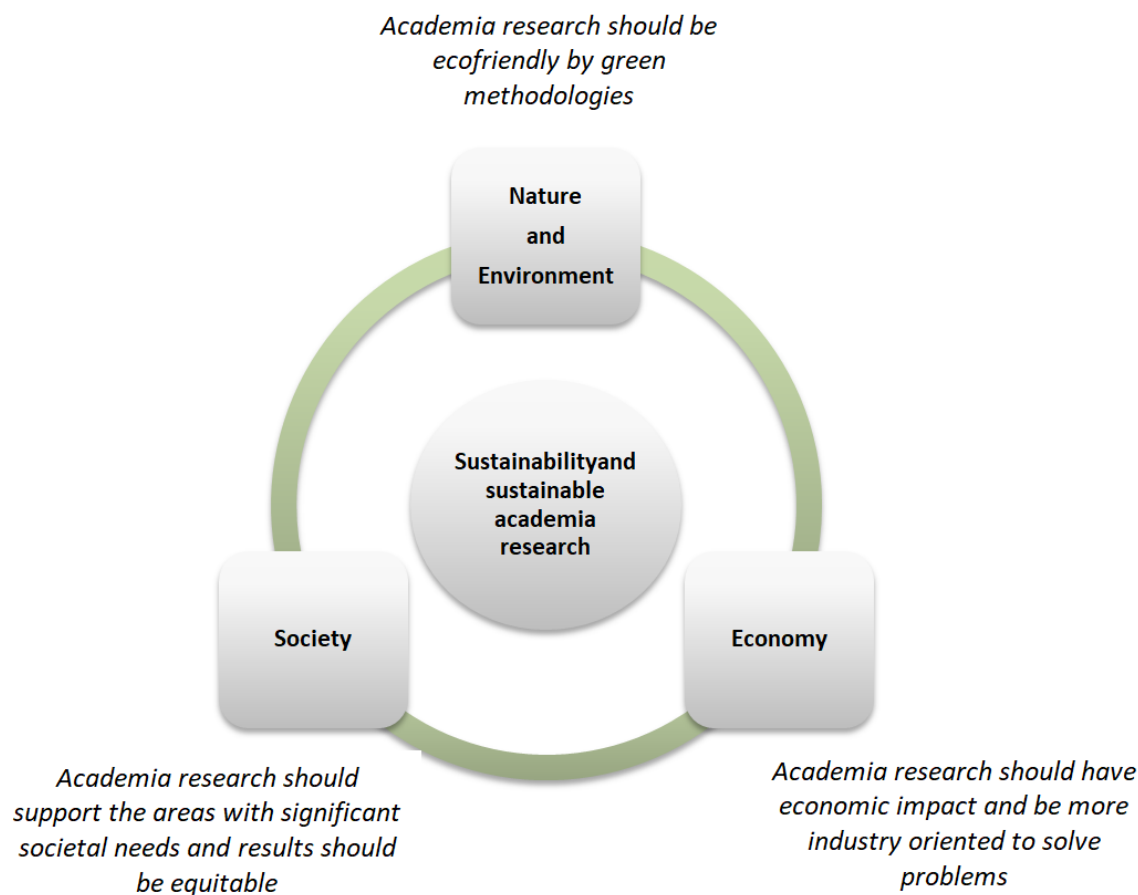 Academia research should be
ecofriendly by green
methodologies
Nature
and
Environment
Sustainabilityand
sustainable
academia
research
Society
Economy
Academia research should
support the areas with significant
societal needs and results should
be equitable
Academia research should have
economic impact and be more
industry oriented to solve
problems